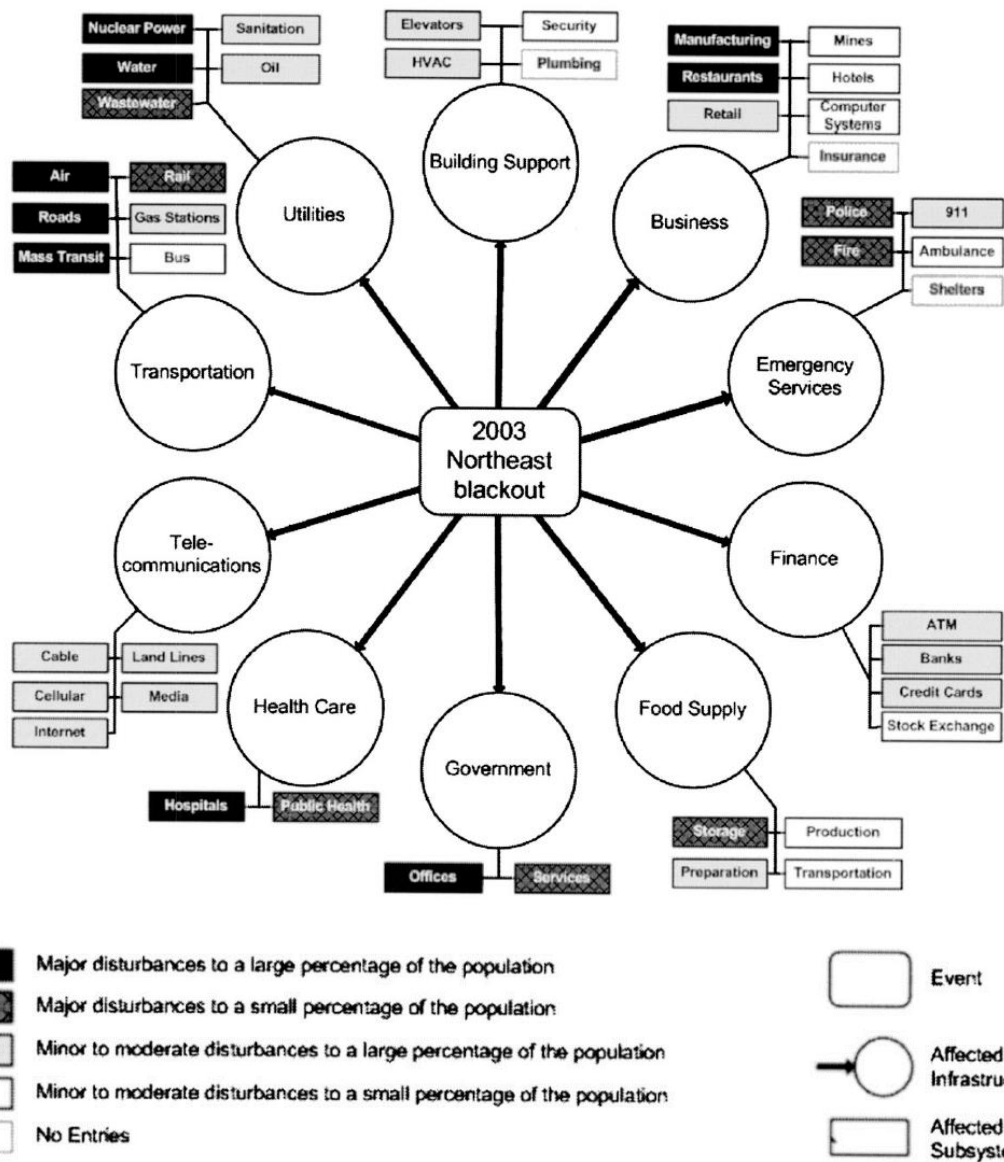 Nuclear Power
Sanitation
Water
Oil
Wastewater
Elevators
Security
HVAC
Plumbing
Manufacturing
Mines
Restaurants
Hotels
Retail
Computer
Systems
Insurance
Building Support
Utilities
Business
Air
Rail
Roads
Gas Stations
Mass Transit
Bus
Police
911
Fire
Ambulance
Shelters
Transportation
Emergency
Services
2003
Northeast
blackout
Tele-
communications
Finance
Cable
Land Lines
Cellular
Media
Internet
ATM
Banks
Credit Cards
Stock Exchange
Health Care
Government
Food Supply
Hospitals
Public Health
Offices
Services
Storage
Production
Preparation
Transportation
Major disturbances to a large percentage of the population
Major disturbances to a small percentage of the population
Minor to moderate disturbances to a large percentage of the population
Minor to moderate disturbances to a small percentage of the population
No Entries
Event
Affected
Infrastru
Affected
Subsyste